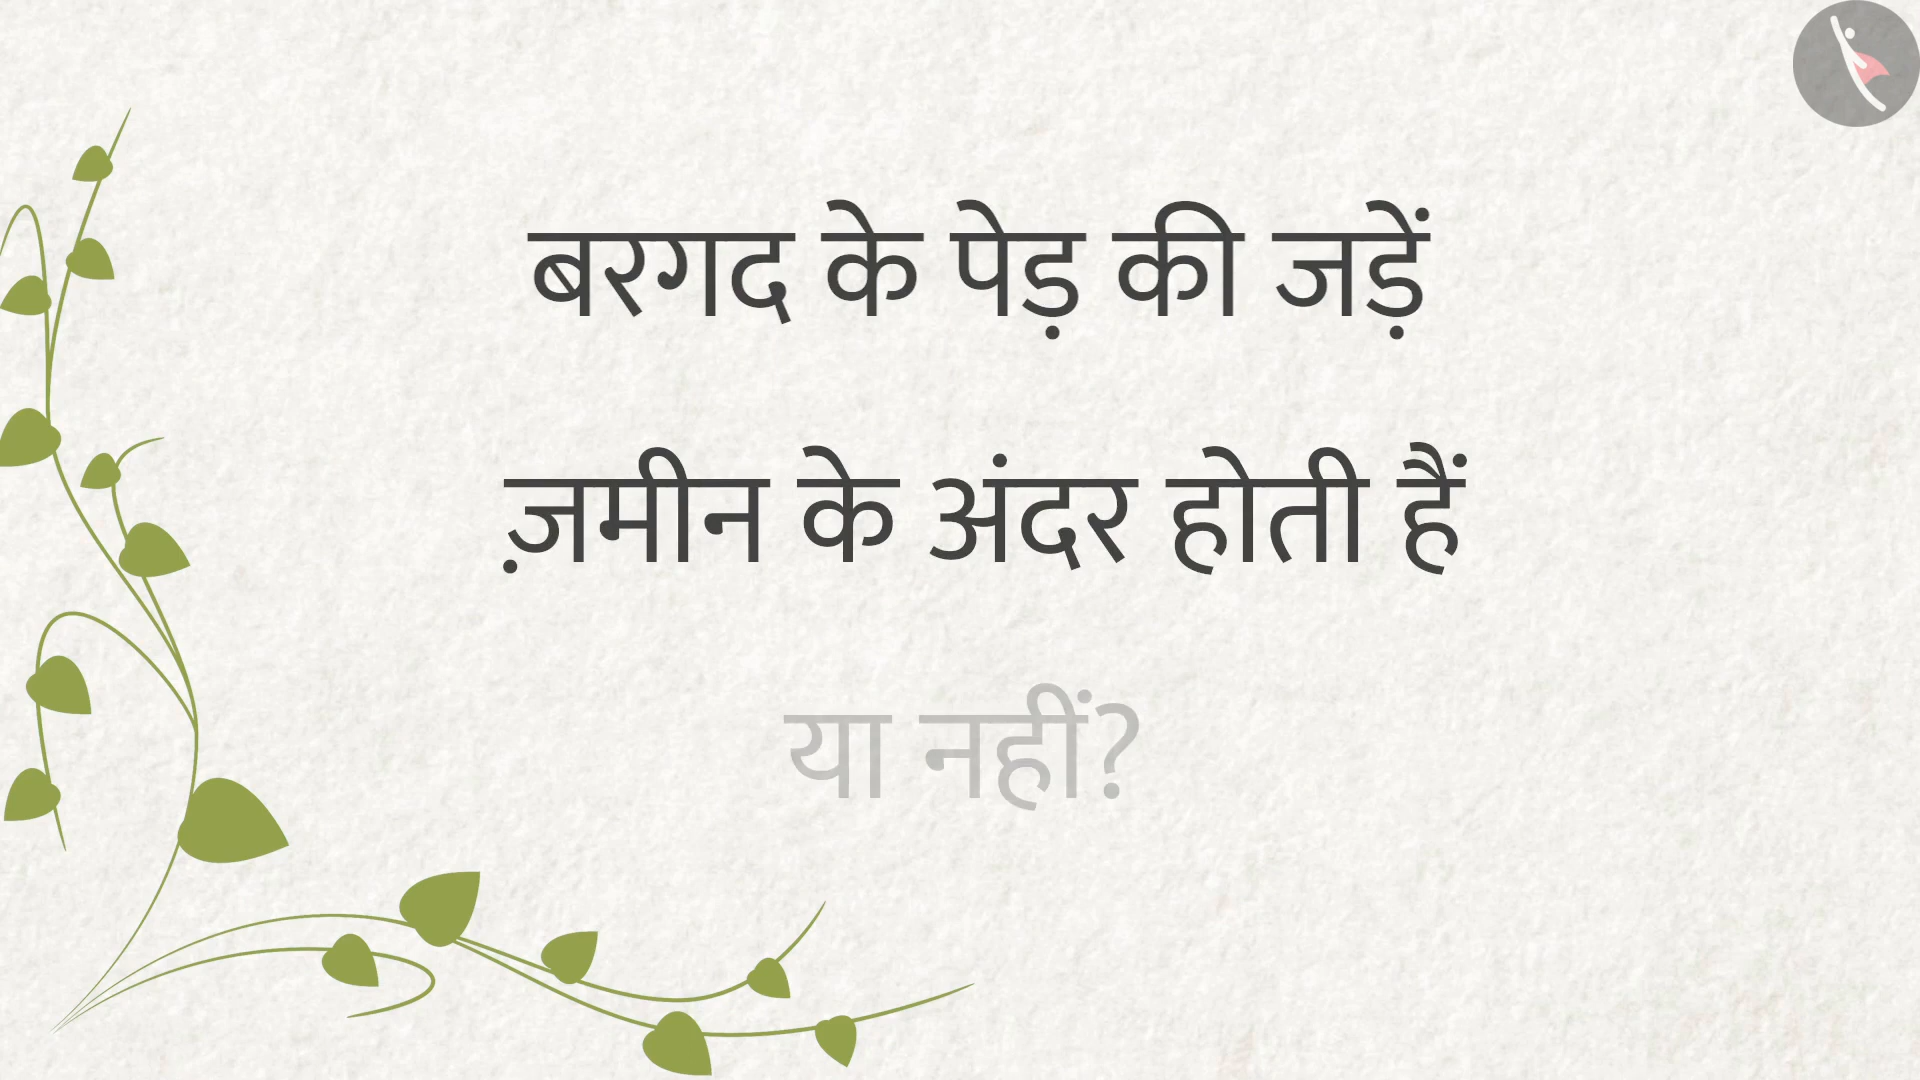 बरगद के पेड़ की जड़ें
ज़मीन के अंदर होती हैं
या नहीं?